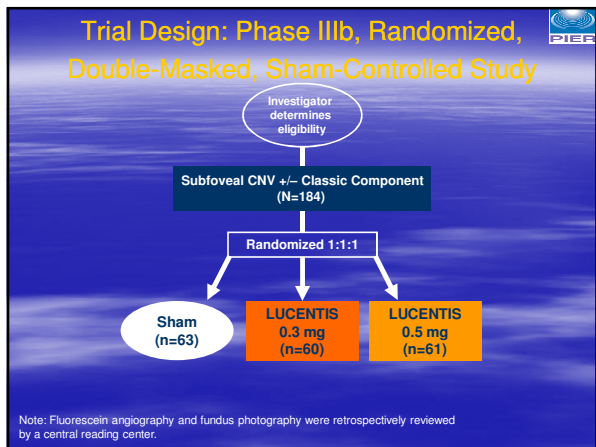 Trial Design: Phase IIIb, Randomized,
Double-Masked, Sham-Controlled Study
PIER
Investigator
determines
eligibility
Subfoveal CNV +/– Classic Component
(N=184)
Randomized 1:1:1
Sham
(n=63)
LUCENTIS
0.3 mg
(n=60)
LUCENTIS
0.5 mg
(n=61)
Note: Fluorescein angiography and fundus photography were retrospectively reviewed
by a central reading center.